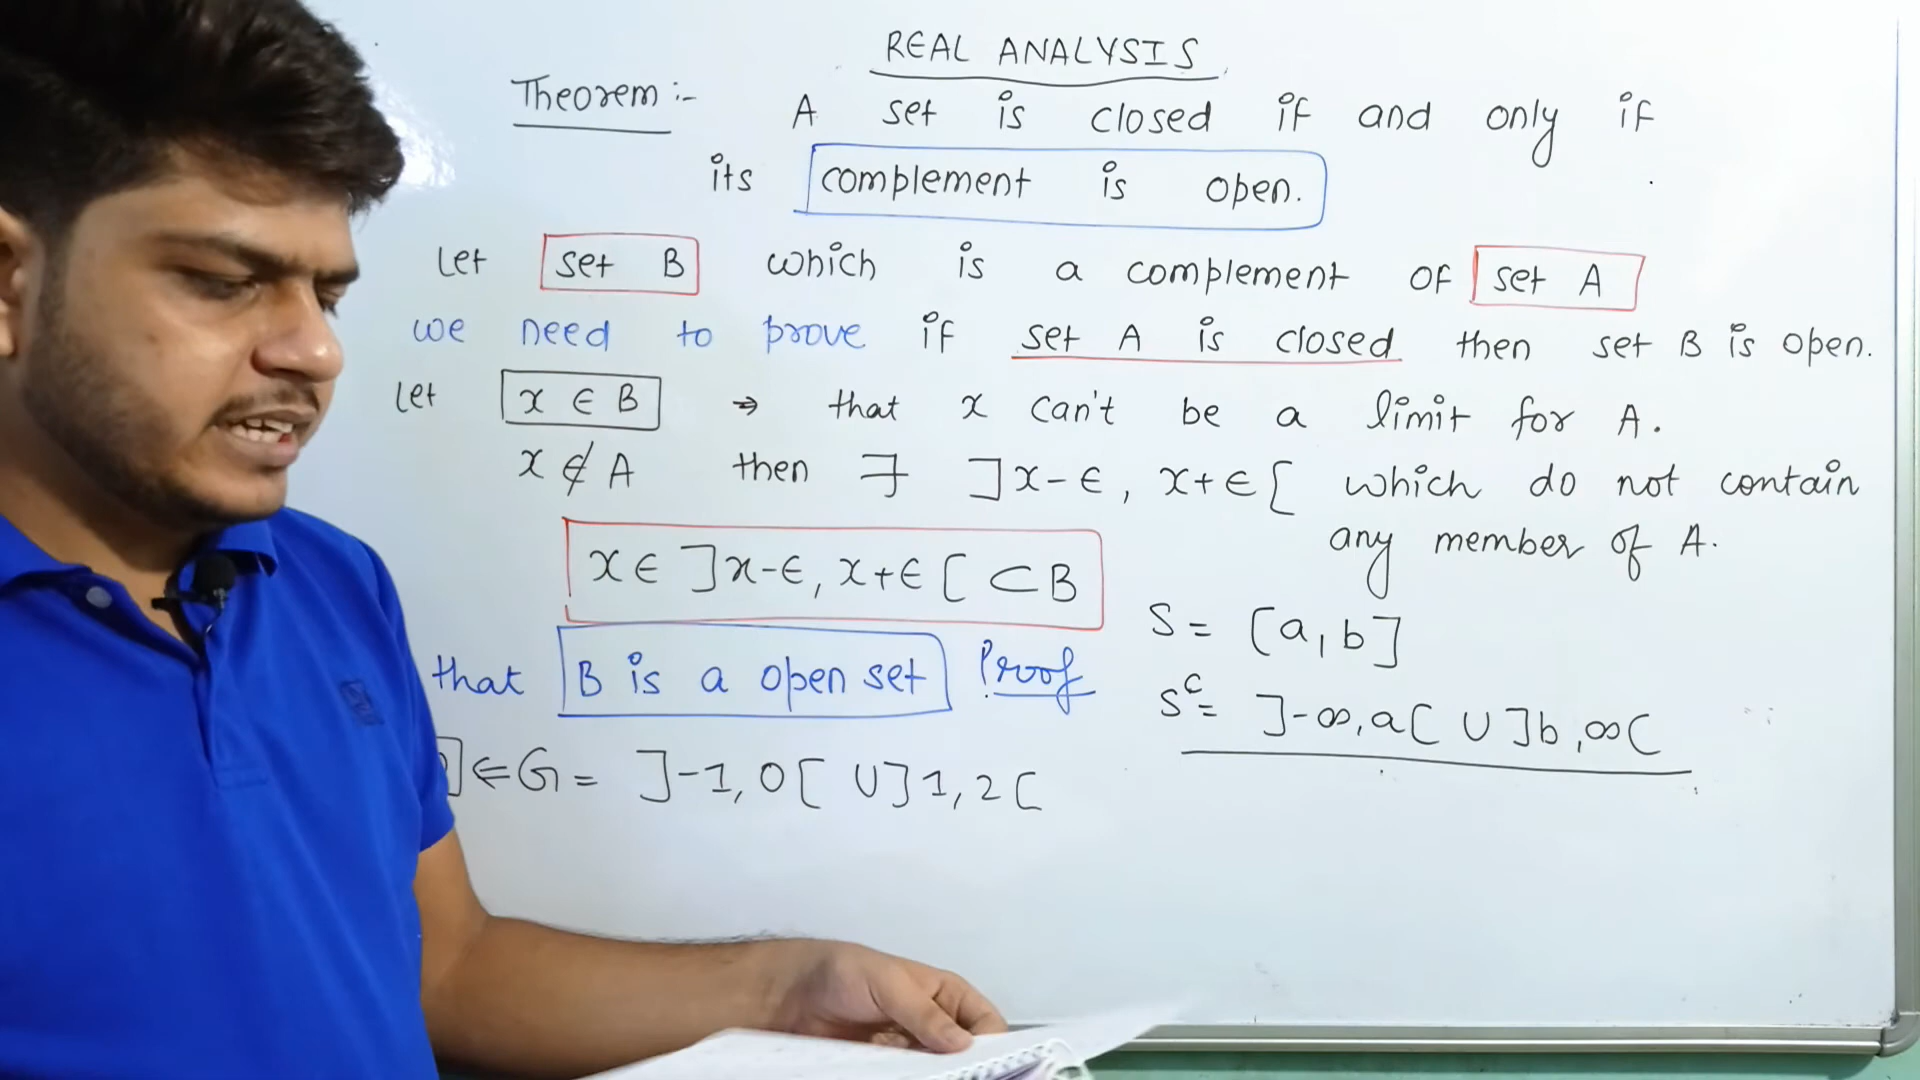 REAL ANALYSIS
Theorem :- A set is closed if and only if
its complement is open.
Let set B which is a complement of set A
we need to prove if set A is closed then set B is open.
Let x ∈ B ⇒ that x can't be a limit for A.
x ∉ A then ∃ ]x-ϵ, x+ϵ[ which do not contain
any member of A.
x ∈ ]x-ϵ, x+ϵ[ ⊂ B
S = [a, b]
that B is a open set Proof
Sᶜ = ]-∞, a[ ∪ ]b, ∞[
] ⇐ G = ]-1, 0[ ∪ ]1, 2[